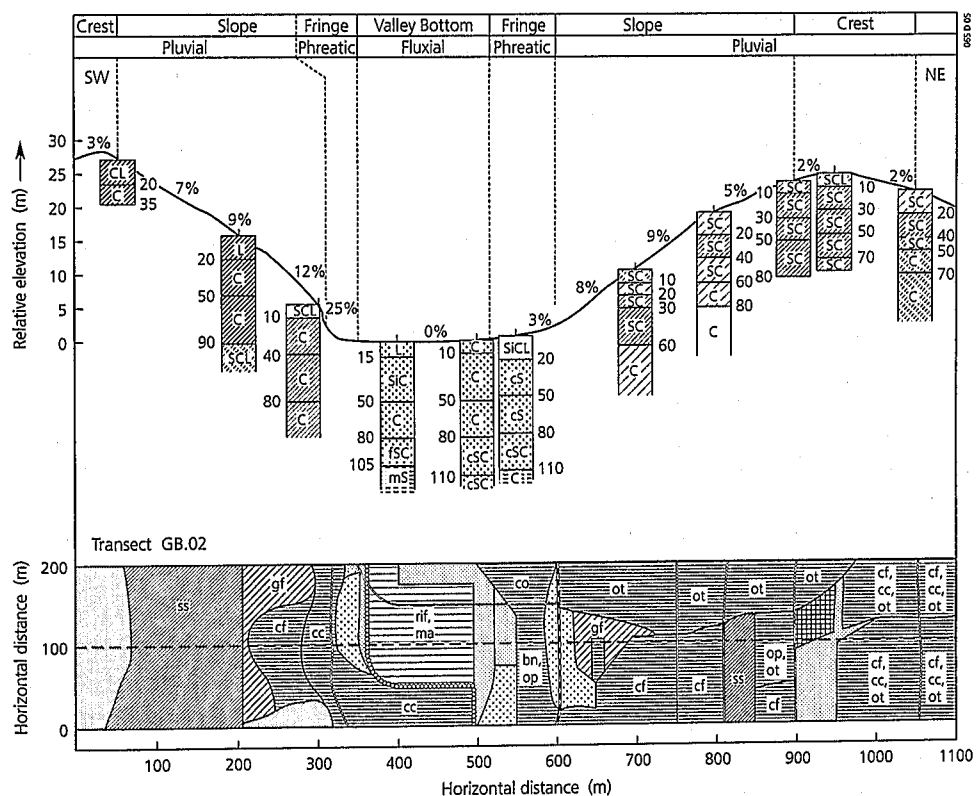 Crest Slope Fringe Valley Bottom Fringe Slope Crest
Pluvial Phreatic Fluxial Phreatic Pluvial
SW NE
Relative elevation (m)
30
25
20
15
10
5
0
3% 7% 9% 12% 25% 0% 3% 8% 9% 5% 2% 2%
CL 20
C 35
L 20
C 50
C 90
SCL
SCL 10
C 40
C 80
C
L 15
SiC 50
C 80
fSC 105
mS
C 10
C 50
C 80
cSC 110
cSC
SiCL 20
cS 50
cS 80
cSC 110
C
SC 10
SC 20
SC 30
SC 60
C
SC 20
SC 40
SC 60
C 80
C
SC 10
SC 30
SC 50
SC 80
SCL 10
SC 30
SC 50
SC 70
SC
SC 20
SC 40
SC 50
C 70
C
Transect GB.02
Horizontal distance (m)
200
100
0
ss gf cf cc rif, ma cc co bn, op ot gf cf ot cf ot ss op, ot cf ot cf, cc, ot cf, cc, ot cf, cc, ot cf, cc, ot
100 200 300 400 500 600 700 800 900 1000 1100
Horizontal distance (m)